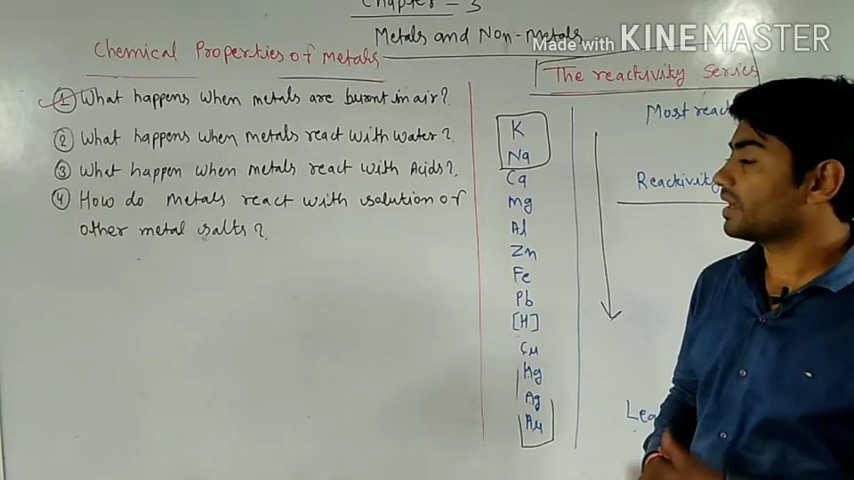 Chapter - 3
Metals and Non-Metals
Made with KINEMASTER
Chemical Properties of metals
① What happens when metals are burnt in air?
② What happens when metals react with water?
③ What happen when metals react with Acids?
④ How do metals react with solution of
other metal salts?
The reactivity Series
K
Na
Ca
Mg
Al
Zn
Fe
Pb
[H]
Cu
Hg
Ag
Au
Most
Reactivity